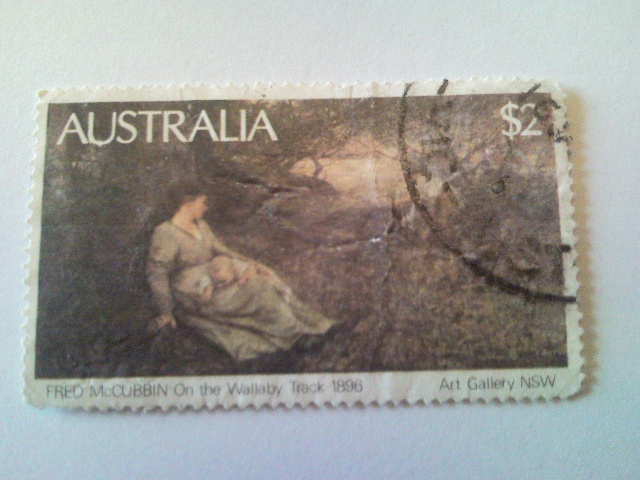 AUSTRALIA $2
FRED McCUBBIN On the Wallaby Track 1896 Art Gallery NSW